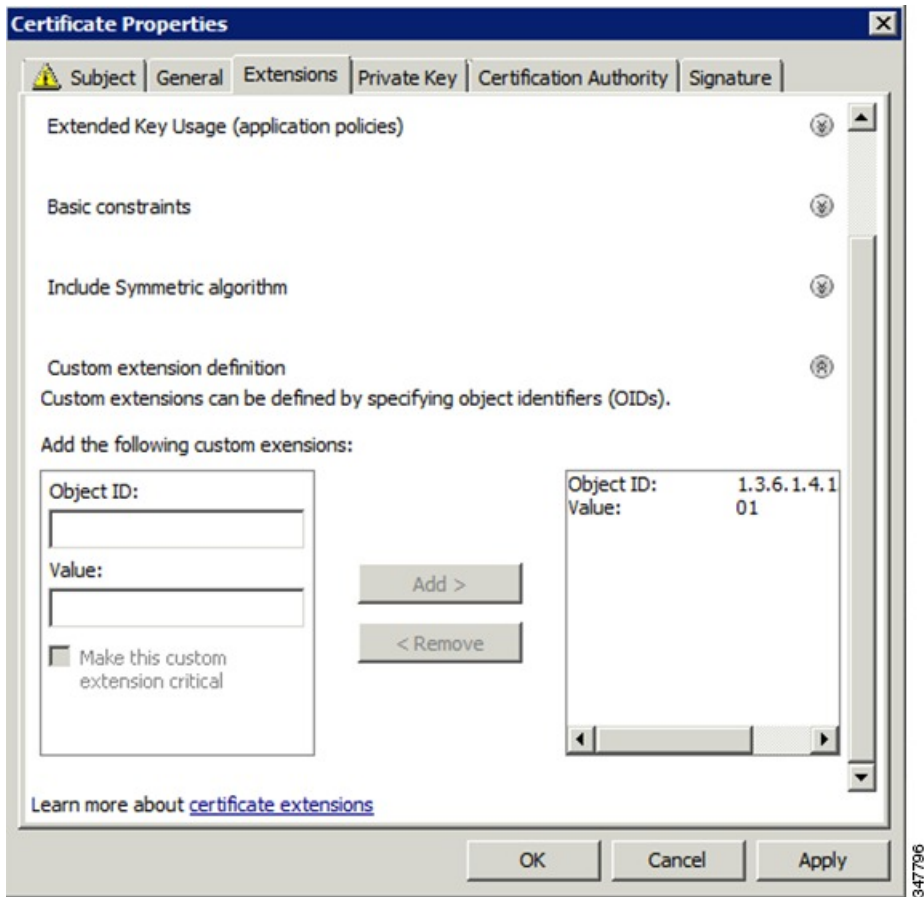 Certificate Properties
Subject General Extensions Private Key Certification Authority Signature
Extended Key Usage (application policies)
Basic constraints
Include Symmetric algorithm
Custom extension definition
Custom extensions can be defined by specifying object identifiers (OIDs).
Add the following custom exensions:
Object ID:
Value:
Make this custom
extension critical
Add >
< Remove
Object ID: 1.3.6.1.4.1
Value: 01
Learn more about certificate extensions
OK Cancel Apply
347796